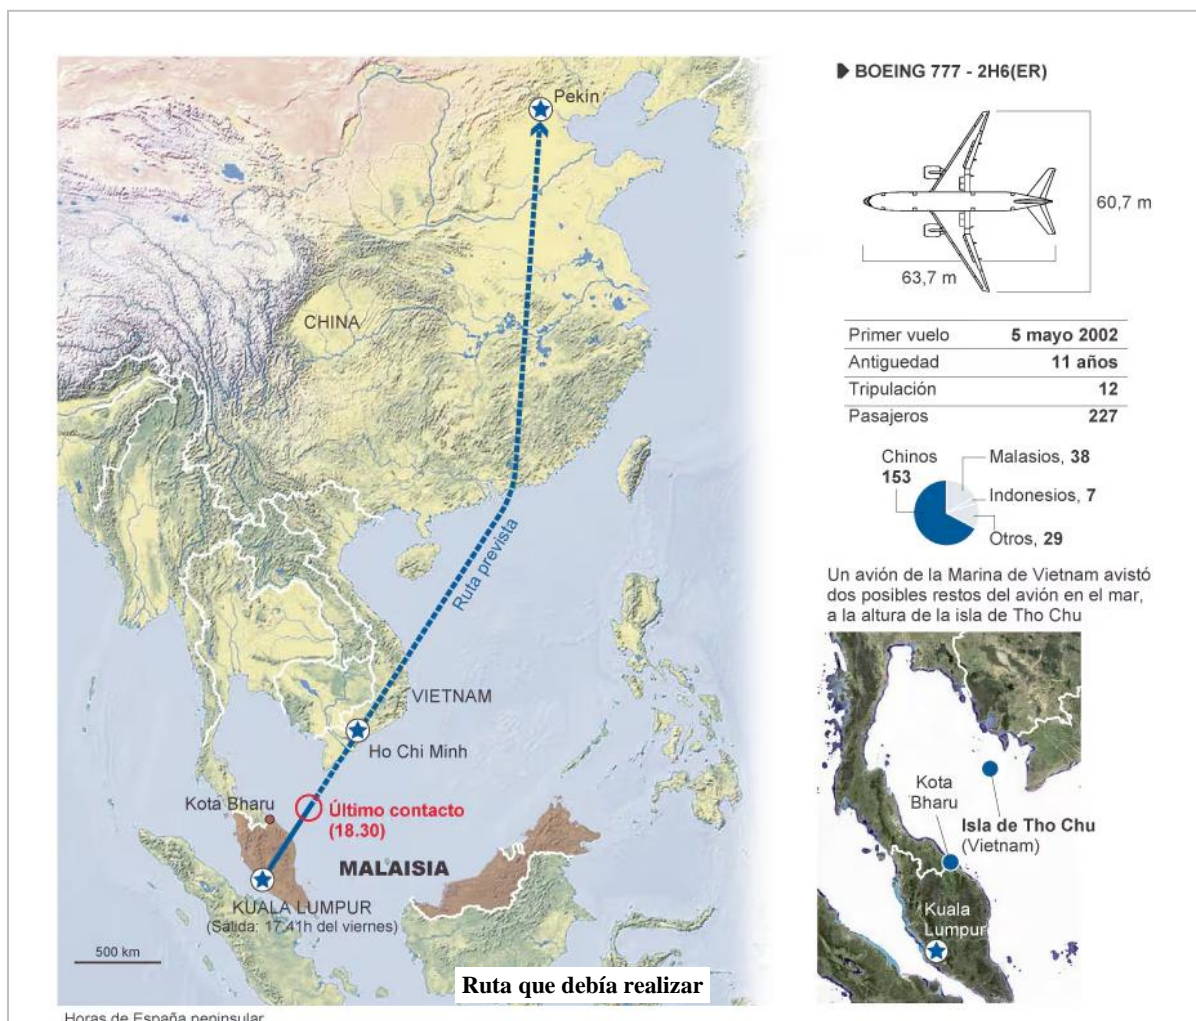 Pekín
CHINA
Ruta prevista
VIETNAM
Ho Chi Minh
Kota Bharu
Último contacto
(18.30)
MALAISIA
KUALA LUMPUR
(Salida: 17.41h del viernes)
500 km
Ruta que debía realizar
Horas de España peninsular
BOEING 777 - 2H6(ER)
60,7 m
63,7 m
Primer vuelo 5 mayo 2002
Antiguedad 11 años
Tripulación 12
Pasajeros 227
Chinos
153
Malasios, 38
Indonesios, 7
Otros, 29
Un avión de la Marina de Vietnam avistó
dos posibles restos del avión en el mar,
a la altura de la isla de Tho Chu
Kota
Bharu
Isla de Tho Chu
(Vietnam)
Kuala
Lumpur